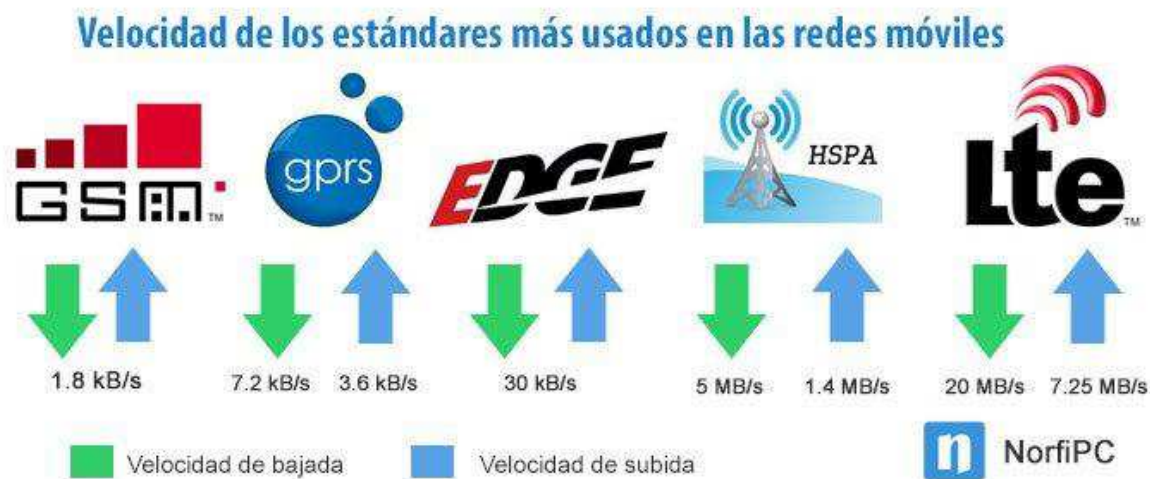 Velocidad de los estándares más usados en las redes móviles
GSM™
gprs
EDGE
HSPA
Lte™
1.8 kB/s
7.2 kB/s
3.6 kB/s
30 kB/s
5 MB/s
1.4 MB/s
20 MB/s
7.25 MB/s
Velocidad de bajada
Velocidad de subida
n NorfiPC